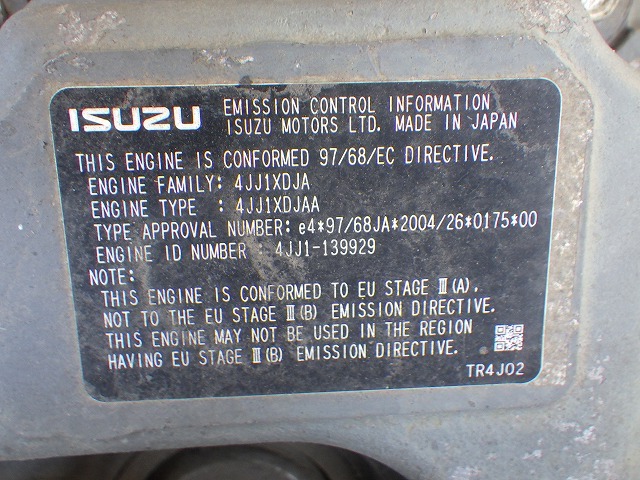 ISUZU EMISSION CONTROL INFORMATION
ISUZU MOTORS LTD. MADE IN JAPAN
THIS ENGINE IS CONFORMED 97/68/EC DIRECTIVE.
ENGINE FAMILY: 4JJ1XDJA
ENGINE TYPE : 4JJ1XDJAA
TYPE APPROVAL NUMBER: e4*97/68JA*2004/26*0175*00
ENGINE ID NUMBER : 4JJ1-139929
NOTE:
THIS ENGINE IS CONFORMED TO EU STAGE Ⅲ(A),
NOT TO THE EU STAGE Ⅲ(B) EMISSION DIRECTIVE.
THIS ENGINE MAY NOT BE USED IN THE REGION
HAVING EU STAGE Ⅲ(B) EMISSION DIRECTIVE.
TR4J02